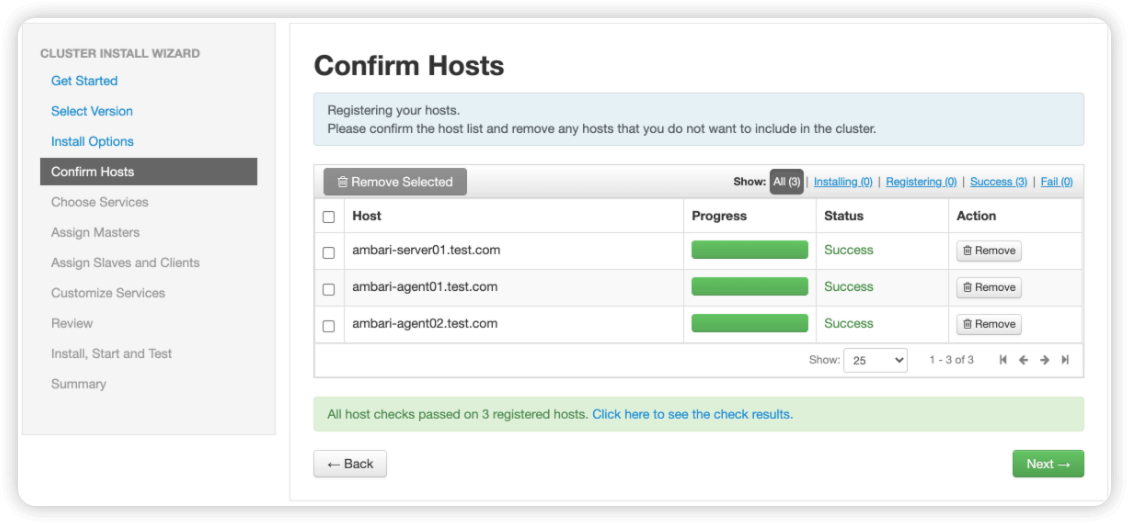 CLUSTER INSTALL WIZARD
Get Started
Select Version
Install Options
Confirm Hosts
Choose Services
Assign Masters
Assign Slaves and Clients
Customize Services
Review
Install, Start and Test
Summary
Confirm Hosts
Registering your hosts.
Please confirm the host list and remove any hosts that you do not want to include in the cluster.
Remove Selected Show: All (3) | Installing (0) | Registering (0) | Success (3) | Fail (0)
Host Progress Status Action
ambari-server01.test.com Success Remove
ambari-agent01.test.com Success Remove
ambari-agent02.test.com Success Remove
Show: 25 1 - 3 of 3
All host checks passed on 3 registered hosts. Click here to see the check results.
← Back Next →